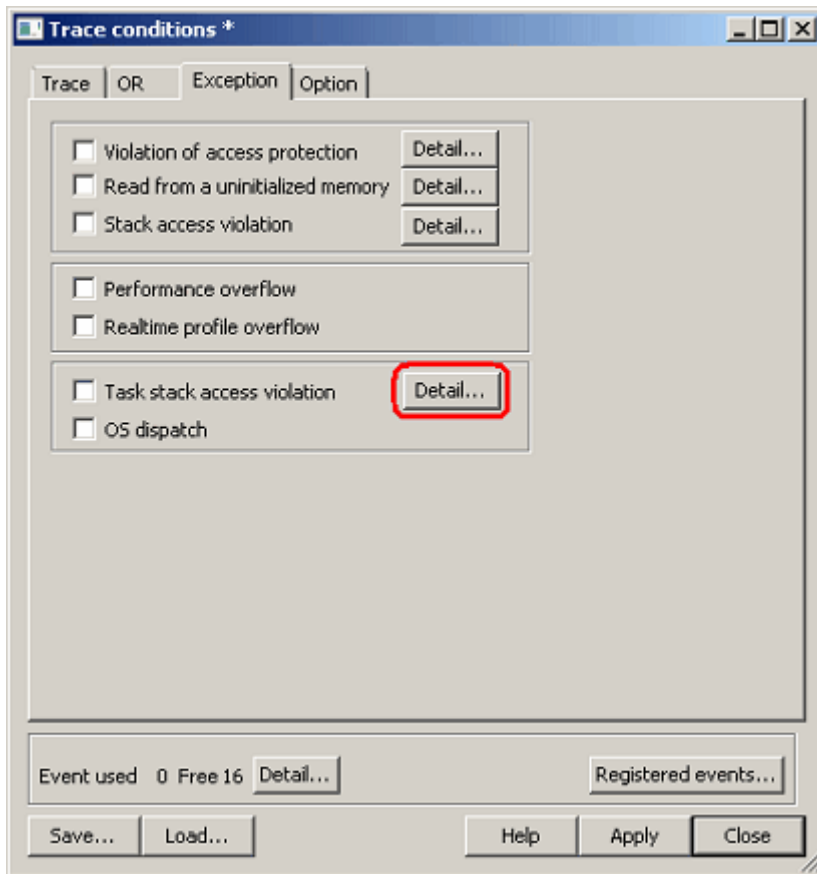 Trace conditions *
Trace OR Exception Option
Violation of access protection Detail...
Read from a uninitialized memory Detail...
Stack access violation Detail...
Performance overflow
Realtime profile overflow
Task stack access violation Detail...
OS dispatch
Event used 0 Free 16 Detail... Registered events...
Save... Load... Help Apply Close